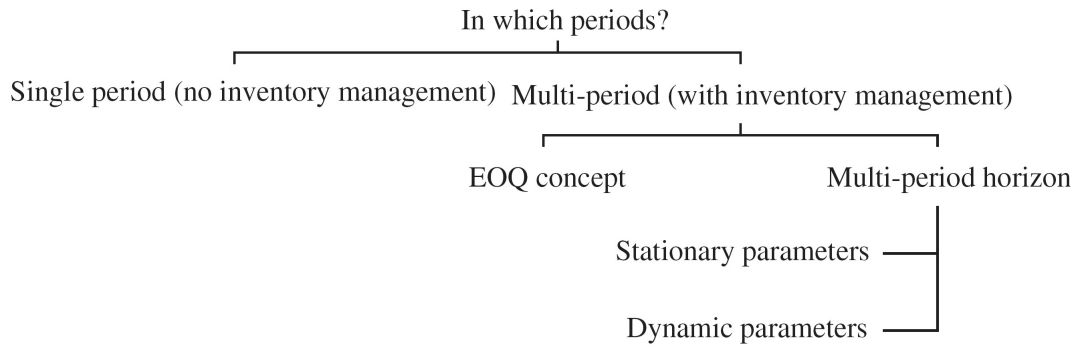 In which periods?
Single period (no inventory management)
Multi-period (with inventory management)
EOQ concept
Multi-period horizon
Stationary parameters
Dynamic parameters